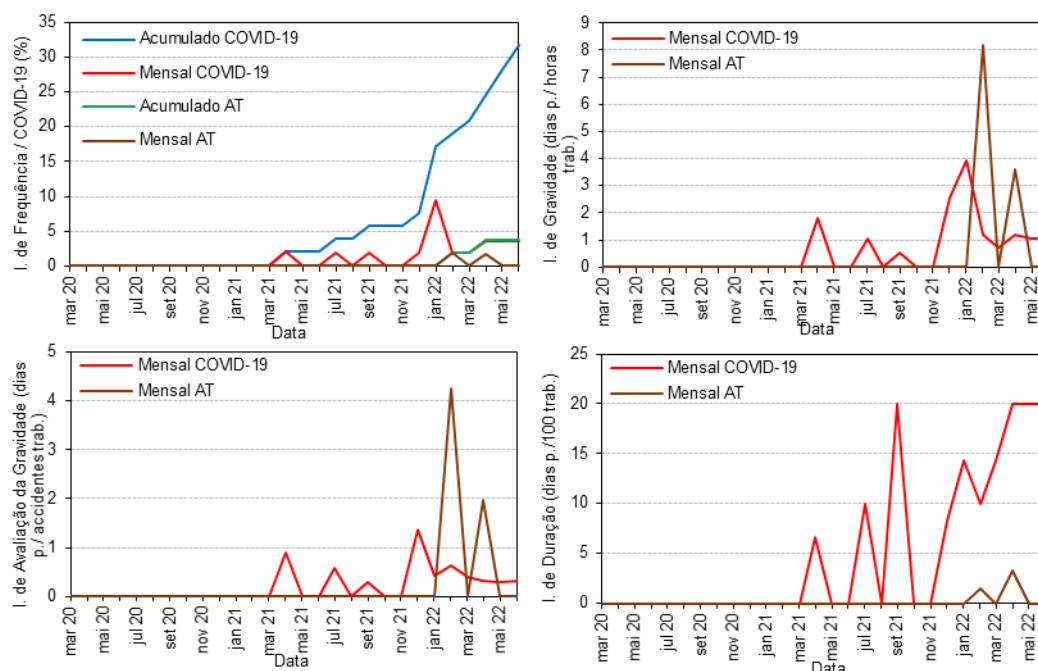 I. de Frequência / COVID-19 (%)
35
30
25
20
15
10
5
0
Acumulado COVID-19
Mensal COVID-19
Acumulado AT
Mensal AT
mar 20
mai 20
jul 20
set 20
nov 20
jan 21
mar 21
mai 21
jul 21
set 21
nov 21
jan 22
mar 22
mai 22
Data
I. de Gravidade (dias p./ horas
trab.)
9
8
7
6
5
4
3
2
1
0
Mensal COVID-19
Mensal AT
mar 20
mai 20
jul 20
set 20
nov 20
jan 21
mar 21
mai 21
jul 21
set 21
nov 21
jan 22
mar 22
mai 22
Data
I. de Avaliação da Gravidade (dias
p./ accidentes trab.)
5
4
3
2
1
0
Mensal COVID-19
Mensal AT
mar 20
mai 20
jul 20
set 20
nov 20
jan 21
mar 21
mai 21
jul 21
set 21
nov 21
jan 22
mar 22
mai 22
Data
I. de Duração (dias p./100 trab.)
25
20
15
10
5
0
Mensal COVID-19
Mensal AT
mar 20
mai 20
jul 20
set 20
nov 20
jan 21
mar 21
mai 21
jul 21
set 21
nov 21
jan 22
mar 22
mai 22
Data